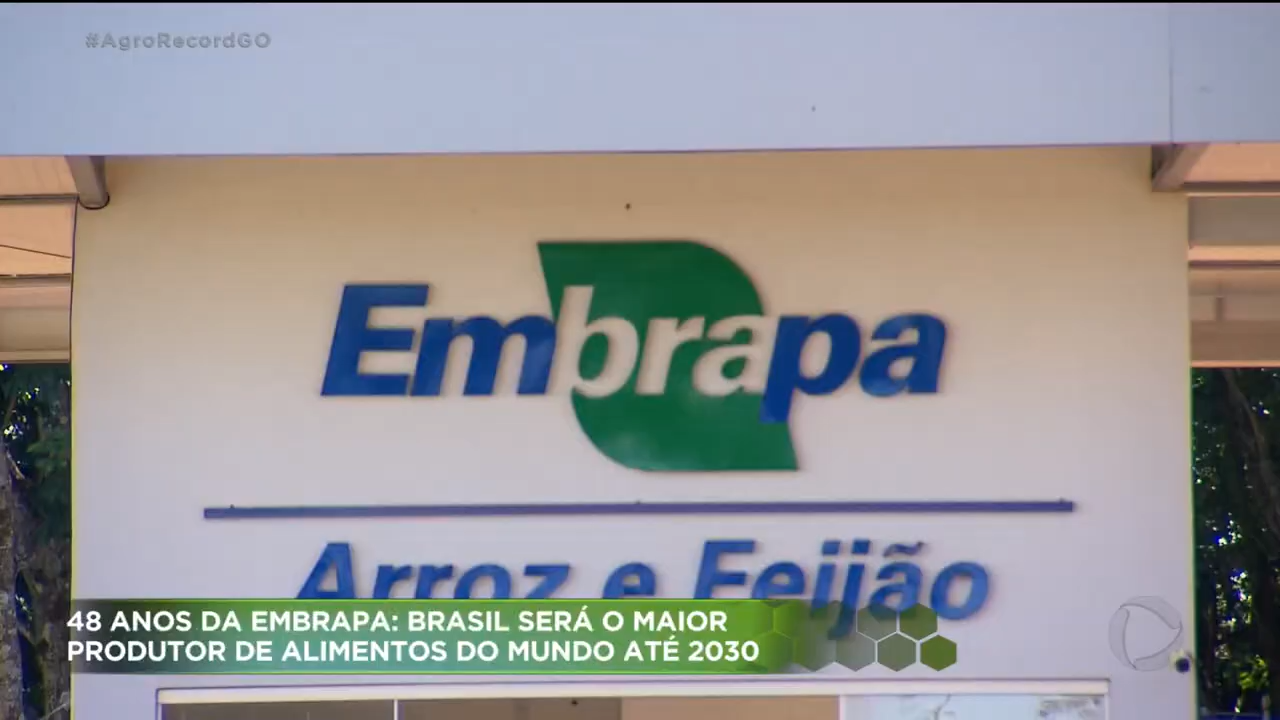 #AgroRecordGO
Embrapa
Arroz e Feijão
48 ANOS DA EMBRAPA: BRASIL SERÁ O MAIOR
PRODUTOR DE ALIMENTOS DO MUNDO ATÉ 2030